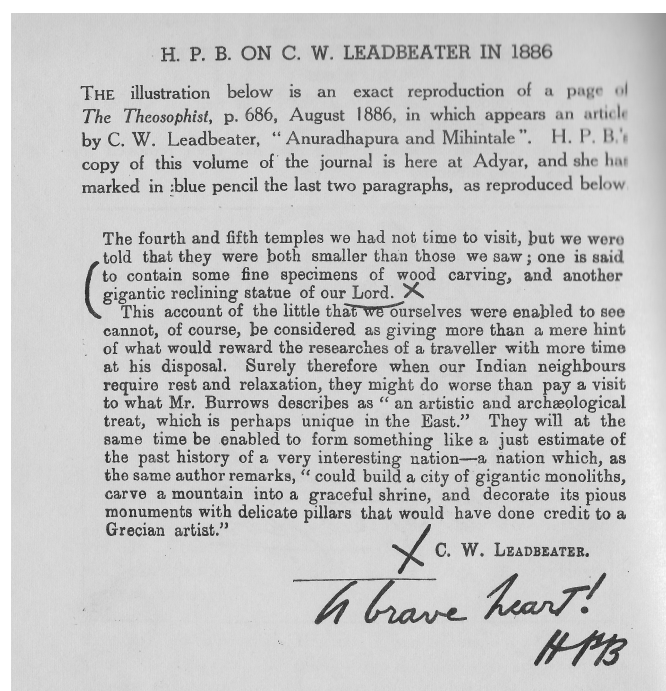 H. P. B. ON C. W. LEADBEATER IN 1886
THE illustration below is an exact reproduction of a page of
The Theosophist, p. 686, August 1886, in which appears an article
by C. W. Leadbeater, “Anuradhapura and Mihintale”. H. P. B.'s
copy of this volume of the journal is here at Adyar, and she has
marked in blue pencil the last two paragraphs, as reproduced below
The fourth and fifth temples we had not time to visit, but we were
told that they were both smaller than those we saw; one is said
to contain some fine specimens of wood carving, and another
gigantic reclining statue of our Lord. X
This account of the little that we ourselves were enabled to see
cannot, of course, be considered as giving more than a mere hint
of what would reward the researches of a traveller with more time
at his disposal. Surely therefore when our Indian neighbours
require rest and relaxation, they might do worse than pay a visit
to what Mr. Burrows describes as “ an artistic and archæological
treat, which is perhaps unique in the East.” They will at the
same time be enabled to form something like a just estimate of
the past history of a very interesting nation—a nation which, as
the same author remarks, “ could build a city of gigantic monoliths,
carve a mountain into a graceful shrine, and decorate its pious
monuments with delicate pillars that would have done credit to a
Grecian artist.”
X C. W. LEADBEATER.
A brave heart!
HPB